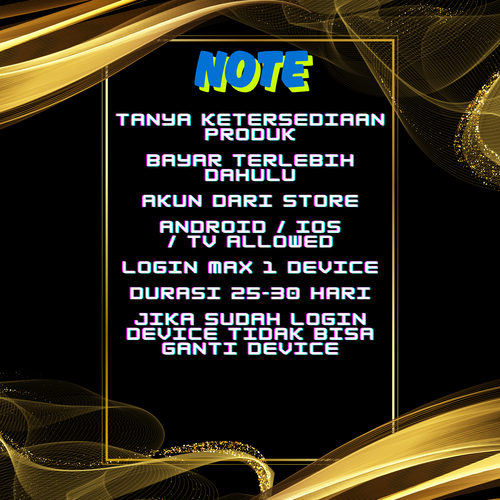 NOTE
TANYA KETERSEDIAAN
PRODUK
BAYAR TERLEBIH
DAHULU
AKUN DARI STORE
ANDROID / IOS
/ TV ALLOWED
LOGIN MAX 1 DEVICE
DURASI 25-30 HARI
JIKA SUDAH LOGIN
DEVICE TIDAK BISA
GANTI DEVICE